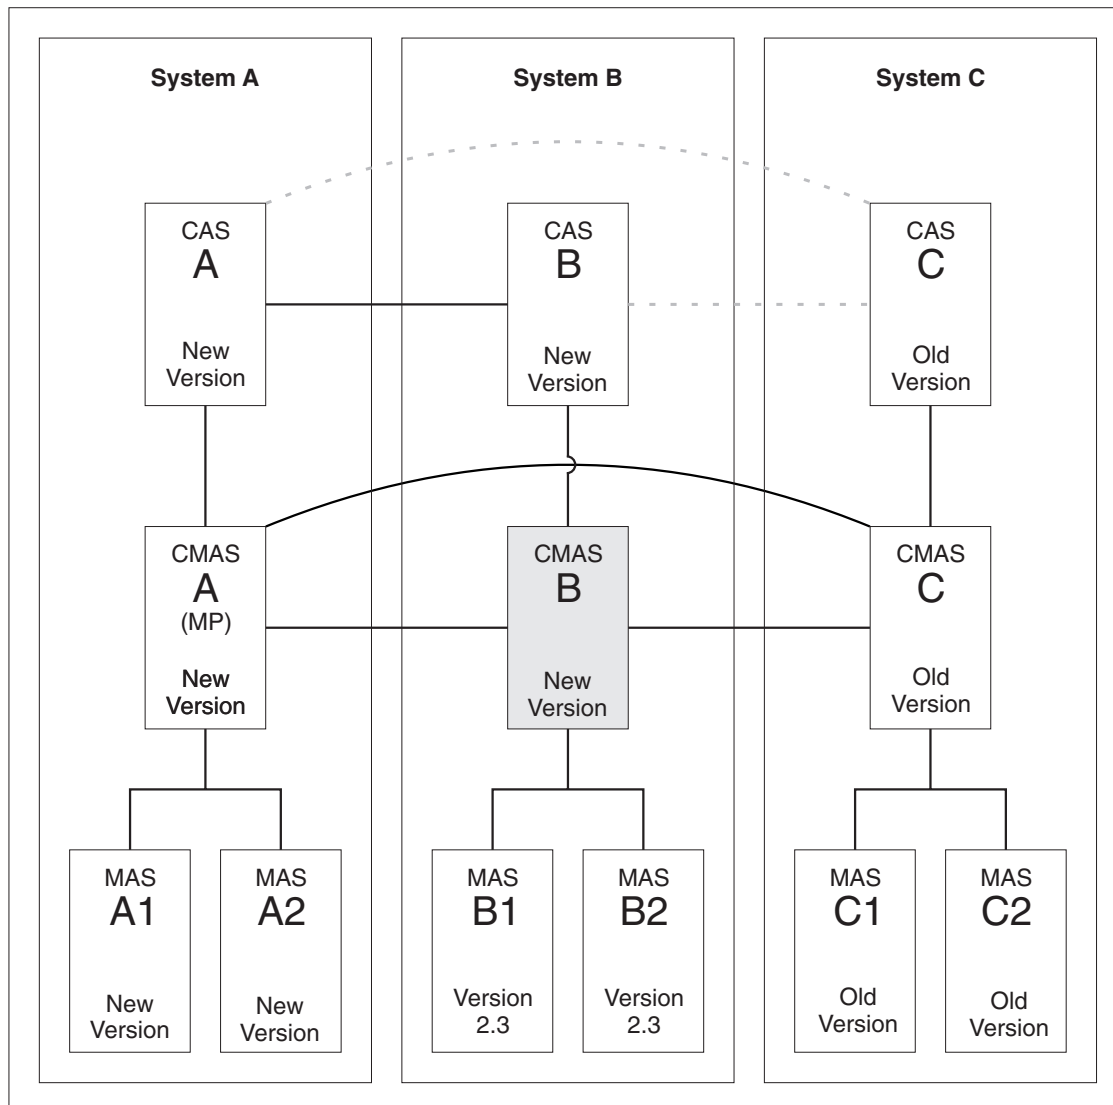 System A
System B
System C
CAS
A
New
Version
CAS
B
New
Version
CAS
C
Old
Version
CMAS
A
(MP)
New
Version
CMAS
B
New
Version
CMAS
C
Old
Version
MAS
A1
New
Version
MAS
A2
New
Version
MAS
B1
Version
2.3
MAS
B2
Version
2.3
MAS
C1
Old
Version
MAS
C2
Old
Version